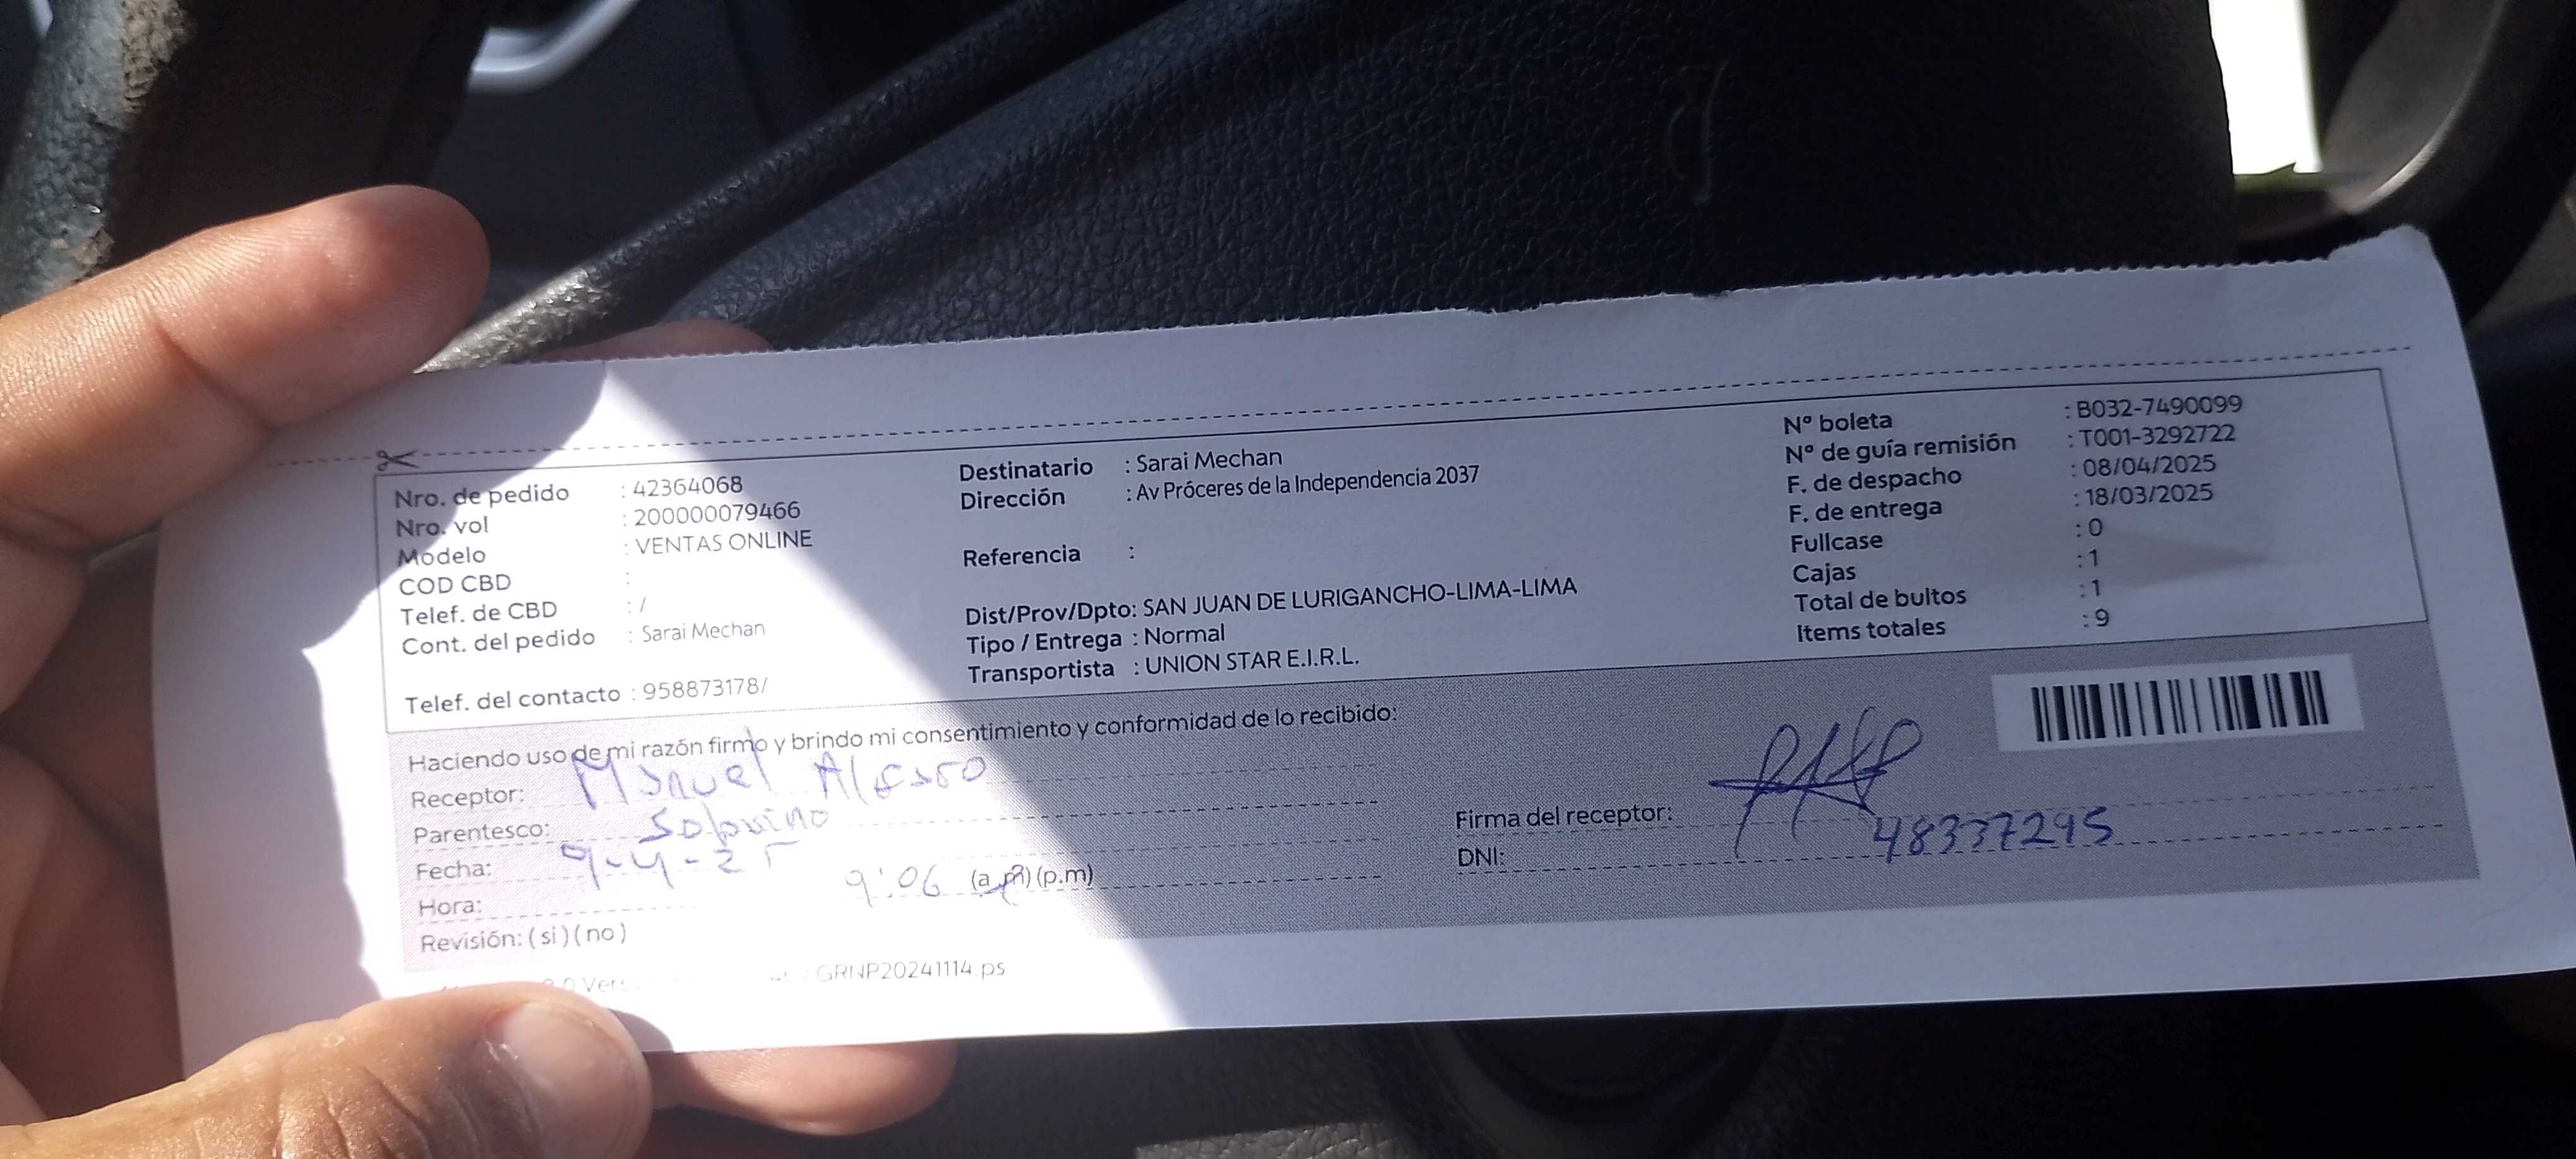 Nro. de pedido : 42364068
Nro. vol : 200000079466
Modelo : VENTAS ONLINE
COD CBD :
Telef. de CBD : /
Cont. del pedido : Sarai Mechan
Telef. del contacto : 958873178/
Destinatario : Sarai Mechan
Dirección : Av Próceres de la Independencia 2037
Referencia :
Dist/Prov/Dpto: SAN JUAN DE LURIGANCHO-LIMA-LIMA
Tipo / Entrega : Normal
Transportista : UNION STAR E.I.R.L.
Nº boleta : B032-7490099
Nº de guía remisión : T001-3292722
F. de despacho : 08/04/2025
F. de entrega : 18/03/2025
Fullcase : 0
Cajas : 1
Total de bultos : 1
Items totales : 9
Haciendo uso de mi razón firmo y brindo mi consentimiento y conformidad de lo recibido:
Receptor: Manuel
Parentesco: Sobrino
Fecha: 9-4-25
Hora: 9:06 (a.m) (p.m)
Revisión: ( si ) ( no )
Firma del receptor:
DNI: 48337295
GRNP20241114.ps